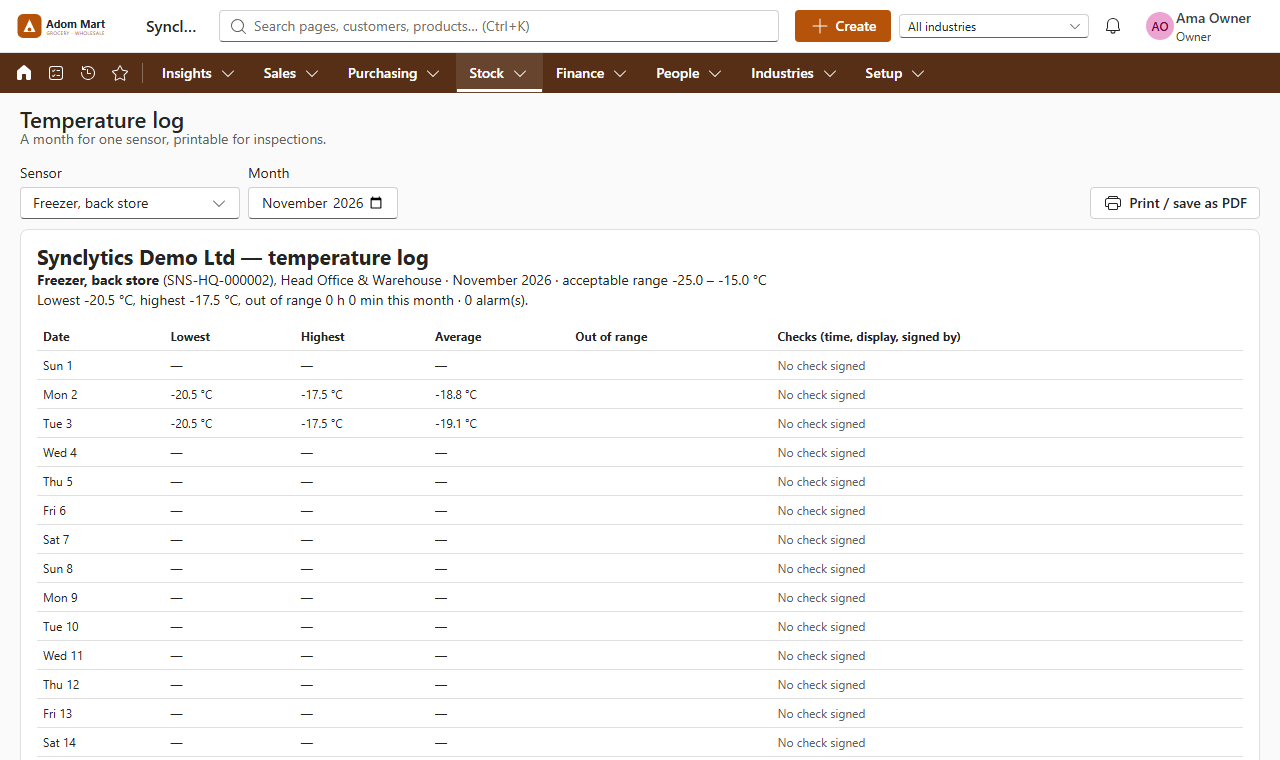 Adom Mart
GROCERY · WHOLESALE
Syncl...
Search pages, customers, products... (Ctrl+K)
Create
All industries
AO
Ama Owner
Owner
Insights
Sales
Purchasing
Stock
Finance
People
Industries
Setup
Temperature log
A month for one sensor, printable for inspections.
Sensor
Month
Freezer, back store
November 2026
Print / save as PDF
Synclytics Demo Ltd — temperature log
Freezer, back store (SNS-HQ-000002), Head Office & Warehouse · November 2026 · acceptable range -25.0 – -15.0 °C
Lowest -20.5 °C, highest -17.5 °C, out of range 0 h 0 min this month · 0 alarm(s).
Date Lowest Highest Average Out of range Checks (time, display, signed by)
Sun 1 — — — No check signed
Mon 2 -20.5 °C -17.5 °C -18.8 °C No check signed
Tue 3 -20.5 °C -17.5 °C -19.1 °C No check signed
Wed 4 — — — No check signed
Thu 5 — — — No check signed
Fri 6 — — — No check signed
Sat 7 — — — No check signed
Sun 8 — — — No check signed
Mon 9 — — — No check signed
Tue 10 — — — No check signed
Wed 11 — — — No check signed
Thu 12 — — — No check signed
Fri 13 — — — No check signed
Sat 14 — — — No check signed